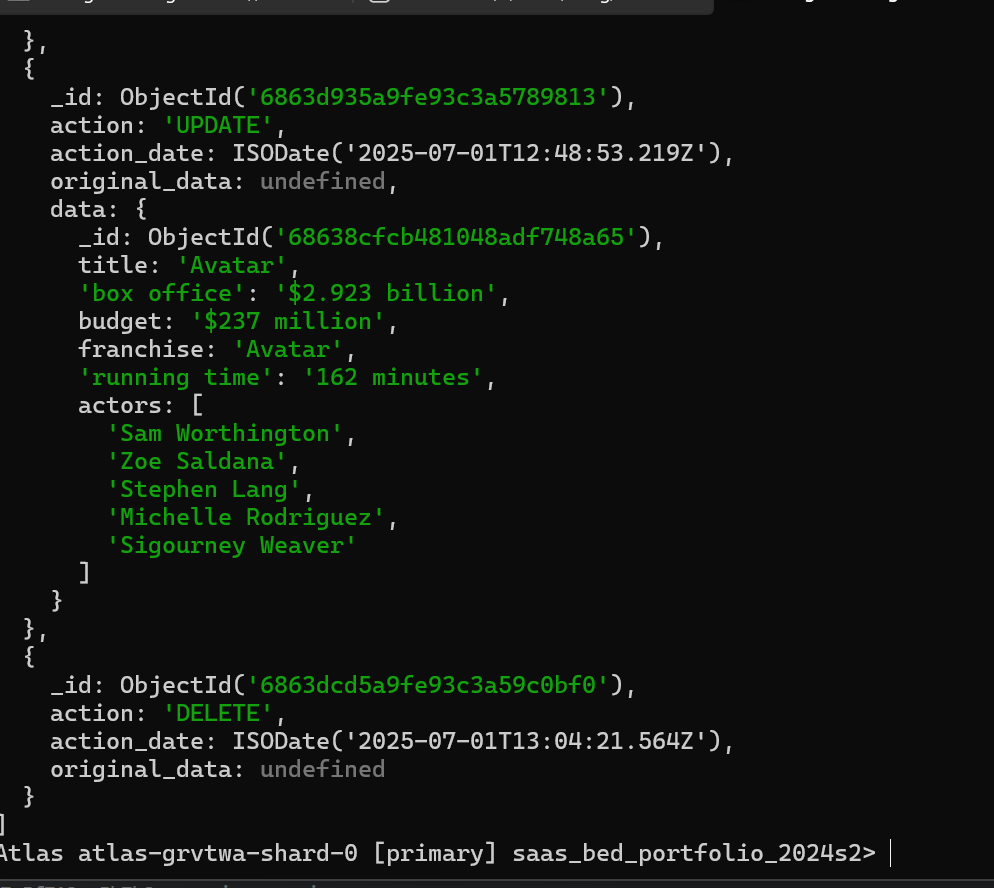 },
{
_id: ObjectId('6863d935a9fe93c3a5789813'),
action: 'UPDATE',
action_date: ISODate('2025-07-01T12:48:53.219Z'),
original_data: undefined,
data: {
_id: ObjectId('68638cfcb481048adf748a65'),
title: 'Avatar',
'box office': '$2.923 billion',
budget: '$237 million',
franchise: 'Avatar',
'running time': '162 minutes',
actors: [
'Sam Worthington',
'Zoe Saldana',
'Stephen Lang',
'Michelle Rodriguez',
'Sigourney Weaver'
]
}
},
{
_id: ObjectId('6863dcd5a9fe93c3a59c0bf0'),
action: 'DELETE',
action_date: ISODate('2025-07-01T13:04:21.564Z'),
original_data: undefined
}
]
Atlas atlas-grvtwa-shard-0 [primary] saas_bed_portfolio_2024s2>